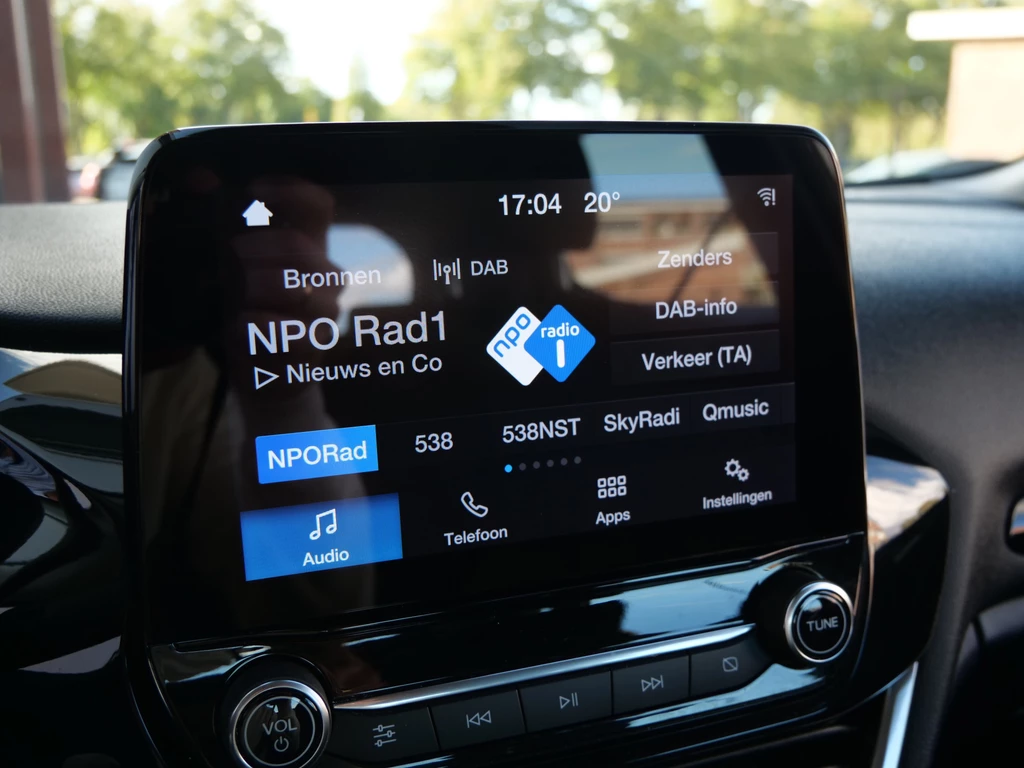 17:04 20°
Bronnen
DAB
Zenders
NPO Rad1
Nieuws en Co
npo
radio
1
DAB-info
Verkeer (TA)
NPORad
538
538NST
SkyRadi
Qmusic
Audio
Telefoon
Apps
Instellingen
VOL
TUNE